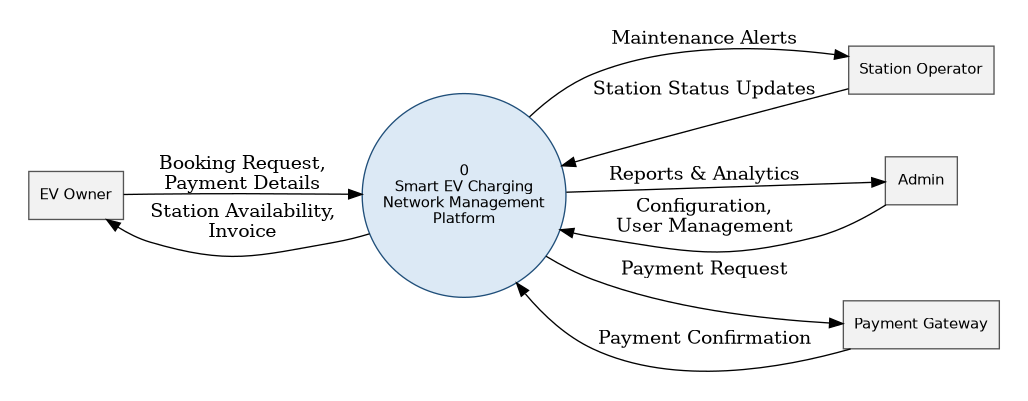 Maintenance Alerts
Station Operator
Station Status Updates
Booking Request,
Payment Details
EV Owner
Station Availability,
Invoice
0
Smart EV Charging
Network Management
Platform
Reports & Analytics
Admin
Configuration,
User Management
Payment Request
Payment Gateway
Payment Confirmation